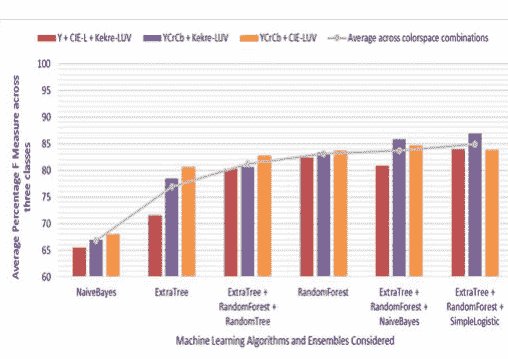 Y + CIE-L + Kekre-LUV YCrCb + Kekre-LUV YCrCb + CIE-LUV Average across colorspace combinations
Average Percentage F Measure across
three classes
100
95
90
85
80
75
70
65
60
NaiveBayes
ExtraTree
ExtraTree +
RandomForest +
RandomTree
RandomForest
ExtraTree +
RandomForest +
NaiveBayes
ExtraTree +
RandomForest +
SimpleLogistic
Machine Learning Algorithms and Ensembles Considered